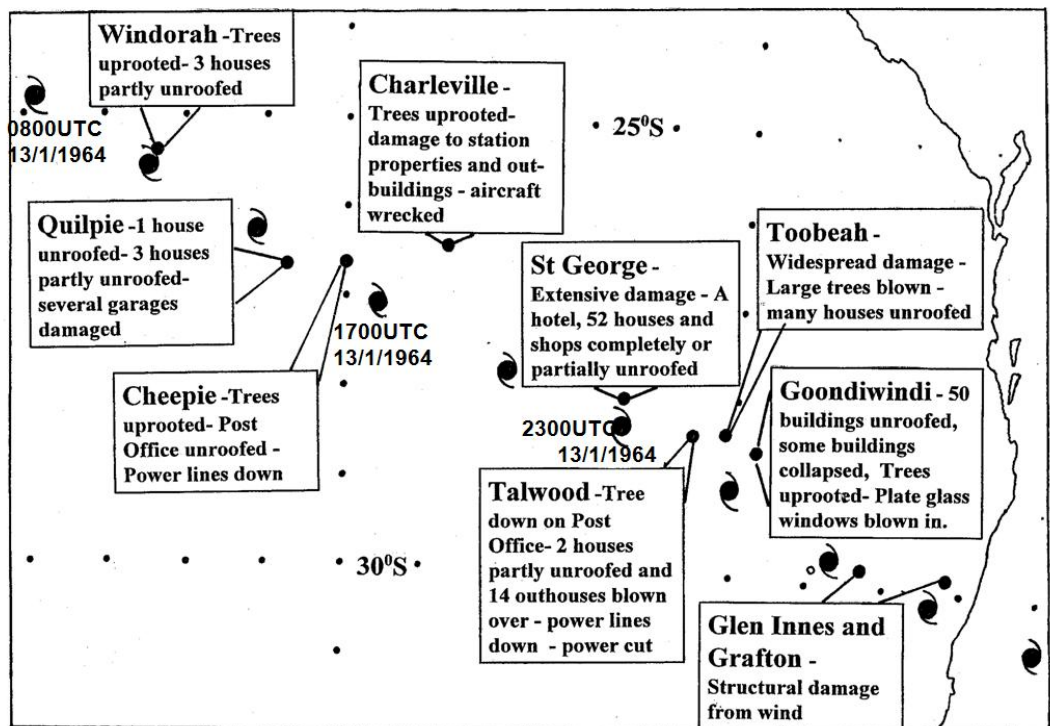 Windorah -Trees
uprooted- 3 houses
partly unroofed
0800UTC
13/1/1964
Charleville -
Trees uprooted-
damage to station
properties and out-
buildings - aircraft
wrecked
25⁰S
Quilpie -1 house
unroofed- 3 houses
partly unroofed-
several garages
damaged
1700UTC
13/1/1964
St George -
Extensive damage - A
hotel, 52 houses and
shops completely or
partially unroofed
Toobeah -
Widespread damage -
Large trees blown -
many houses unroofed
Cheepie -Trees
uprooted- Post
Office unroofed -
Power lines down
2300UTC
13/1/1964
Goondiwindi - 50
buildings unroofed,
some buildings
collapsed, Trees
uprooted- Plate glass
windows blown in.
Talwood -Tree
down on Post
Office- 2 houses
partly unroofed and
14 outhouses blown
over - power lines
down - power cut
30⁰S
Glen Innes and
Grafton -
Structural damage
from wind